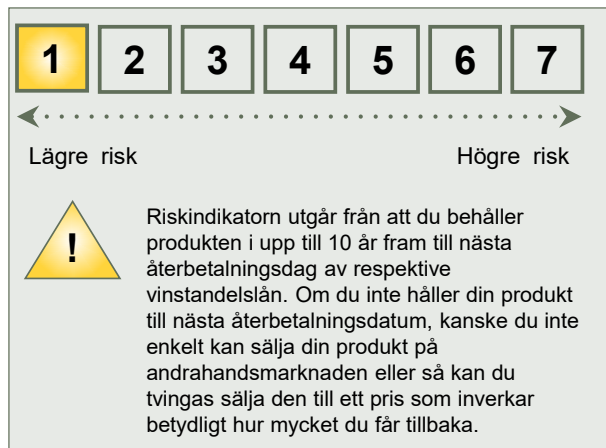 1 2 3 4 5 6 7
Lägre risk Högre risk
!
Riskindikatorn utgår från att du behåller
produkten i upp till 10 år fram till nästa
återbetalningsdag av respektive
vinstandelslån. Om du inte håller din produkt
till nästa återbetalningsdatum, kanske du inte
enkelt kan sälja din produkt på
andrahandsmarknaden eller så kan du
tvingas sälja den till ett pris som inverkar
betydligt hur mycket du får tillbaka.